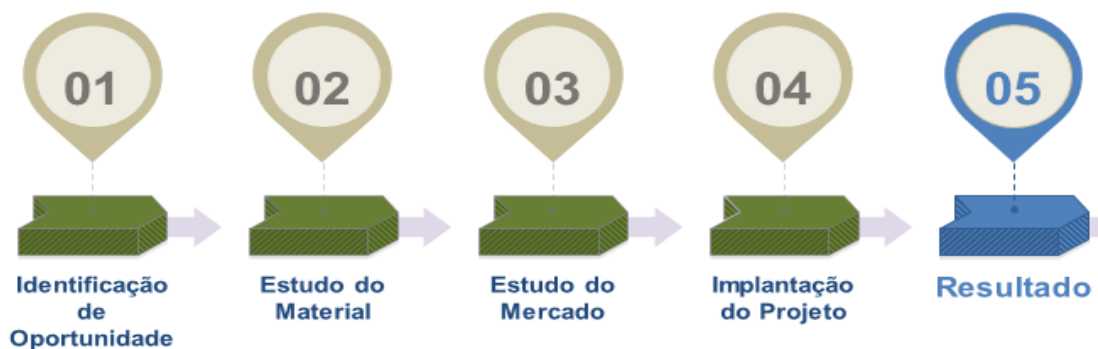 01
02
03
04
05
Identificação
de
Oportunidade
Estudo do
Material
Estudo do
Mercado
Implantação
do Projeto
Resultado